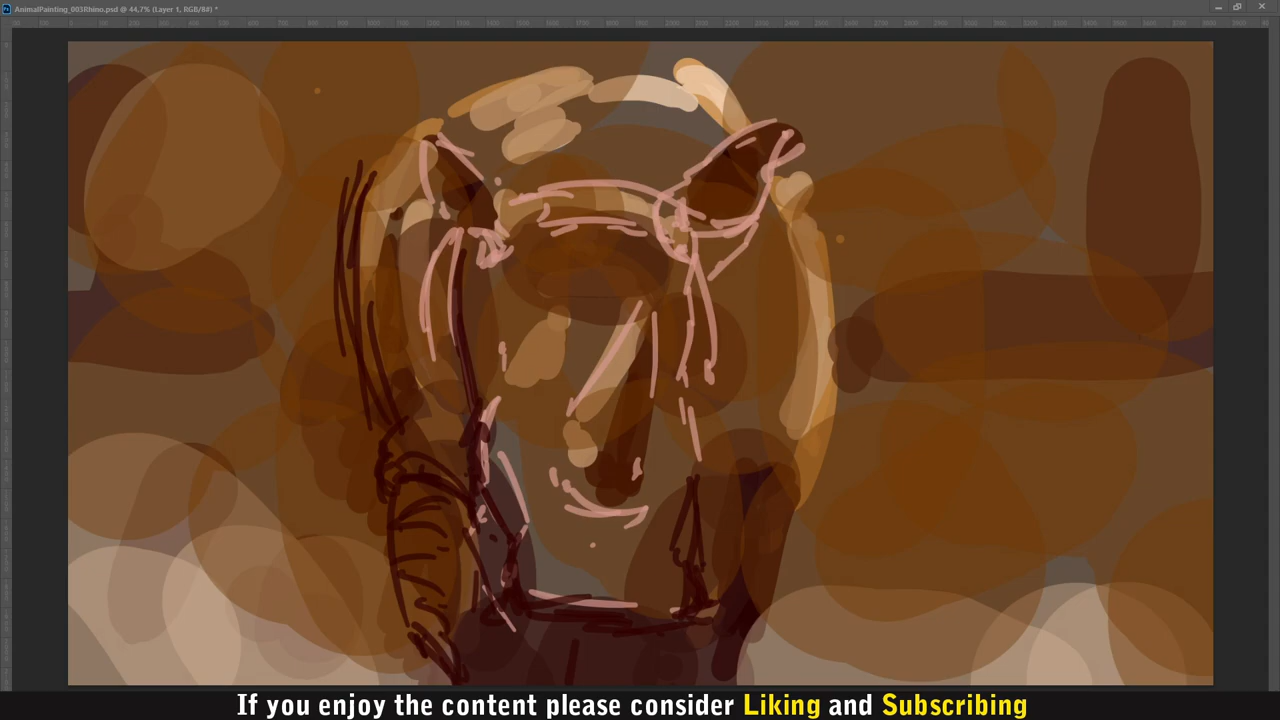 AnimalPainting_003Rhino.psd @ 44,7% (Layer 1, RGB/8#) *
If you enjoy the content please consider Liking and Subscribing